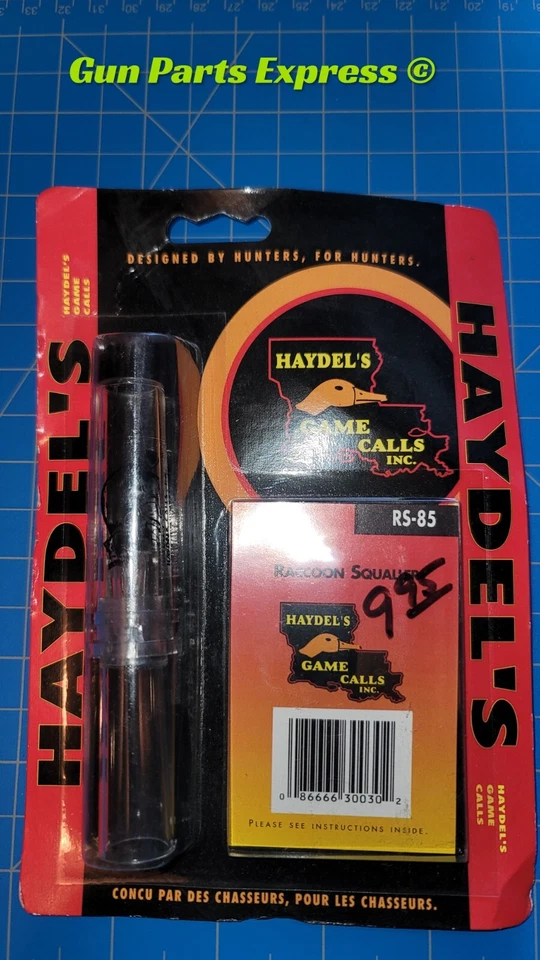 Gun Parts Express ©
DESIGNED BY HUNTERS, FOR HUNTERS.
HAYDEL'S
GAME
CALLS
HAYDEL'S
HAYDEL'S
GAME
CALLS
INC.
HAYDEL'S
RS-85
RACCOON SQUALLER
995
HAYDEL'S
GAME
CALLS
INC.
0 86666 30030 2
PLEASE SEE INSTRUCTIONS INSIDE.
HAYDEL'S
GAME
CALLS
CONCU PAR DES CHASSEURS, POUR LES CHASSEURS.